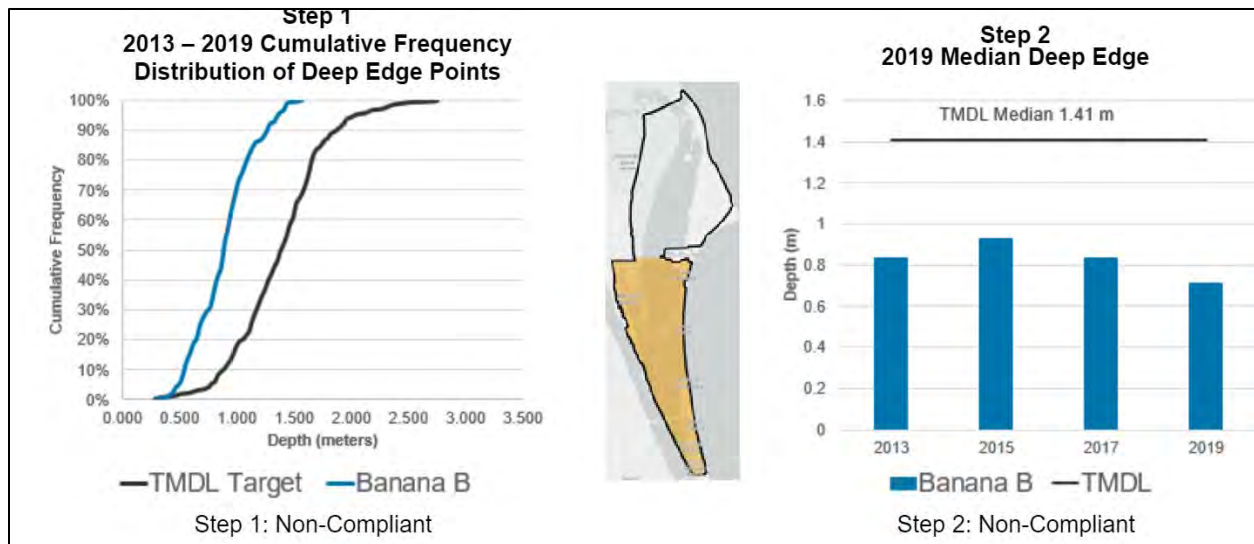 Step 1
2013 – 2019 Cumulative Frequency
Distribution of Deep Edge Points
100%
90%
80%
70%
60%
50%
40%
30%
20%
10%
0%
Cumulative Frequency
0.000 0.500 1.000 1.500 2.000 2.500 3.000 3.500
Depth (meters)
TMDL Target Banana B
Step 1: Non-Compliant
Step 2
2019 Median Deep Edge
1.6
1.4
1.2
1
0.8
0.6
0.4
0.2
0
Depth (m)
TMDL Median 1.41 m
2013 2015 2017 2019
Banana B TMDL
Step 2: Non-Compliant